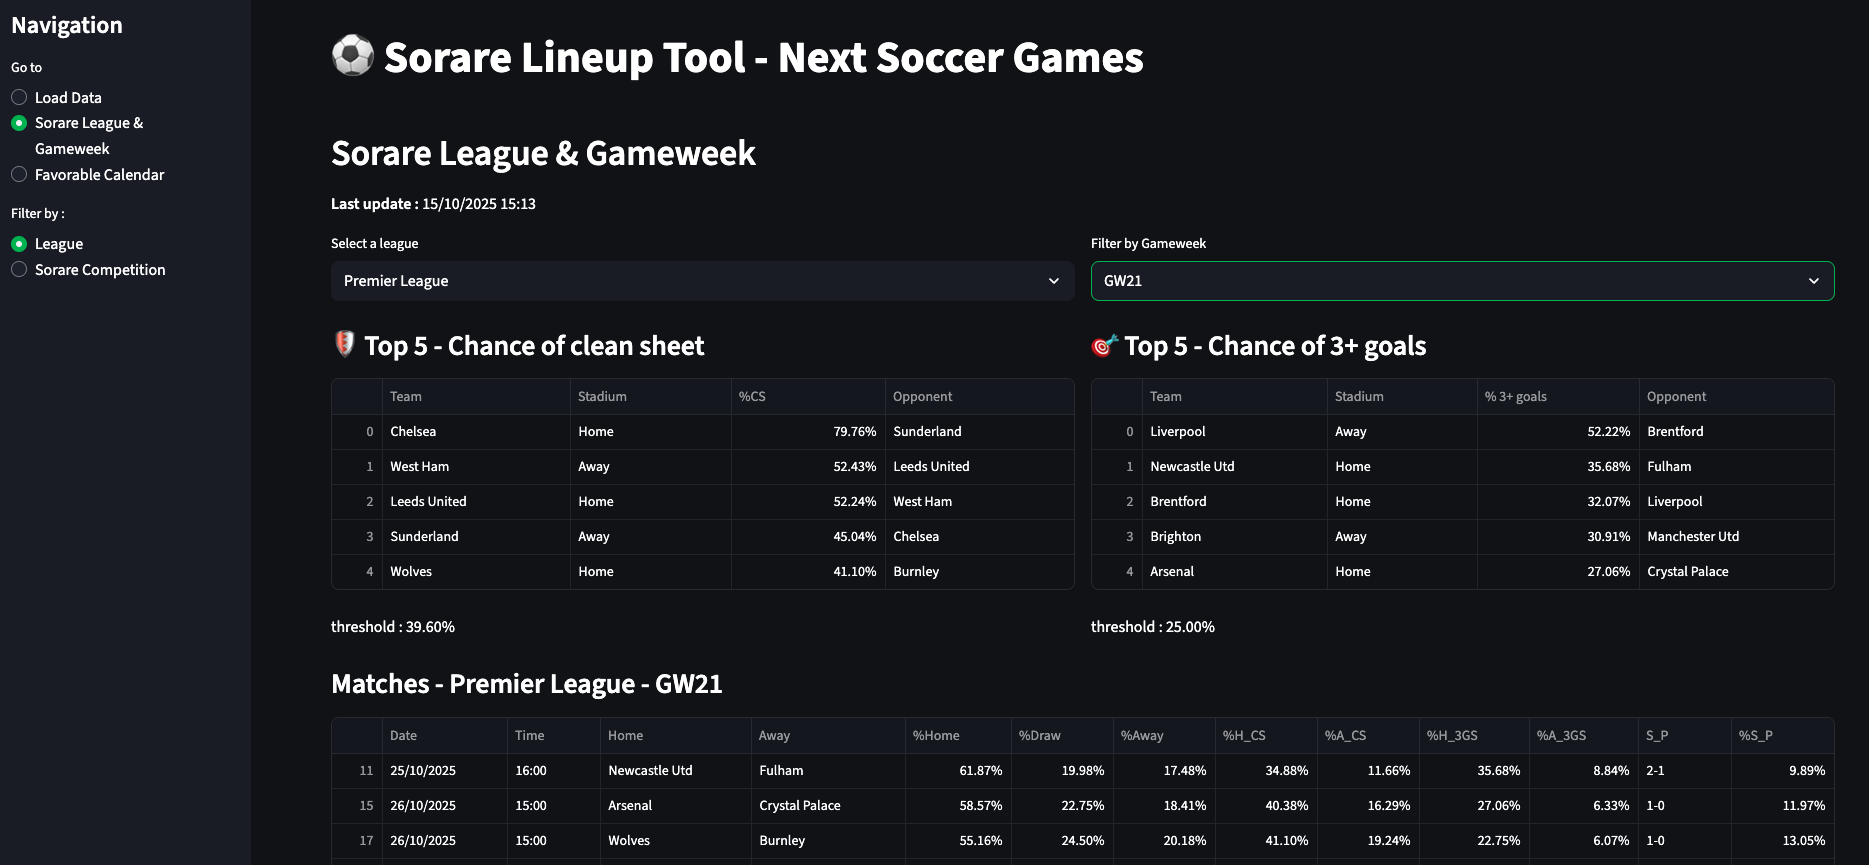 Navigation
Go to
Load Data
Sorare League &
Gameweek
Favorable Calendar
Filter by :
League
Sorare Competition
Sorare Lineup Tool - Next Soccer Games
Sorare League & Gameweek
Last update : 15/10/2025 15:13
Select a league
Premier League
Filter by Gameweek
GW21
Top 5 - Chance of clean sheet
Team Stadium %CS Opponent
0 Chelsea Home 79.76% Sunderland
1 West Ham Away 52.43% Leeds United
2 Leeds United Home 52.24% West Ham
3 Sunderland Away 45.04% Chelsea
4 Wolves Home 41.10% Burnley
threshold : 39.60%
Top 5 - Chance of 3+ goals
Team Stadium % 3+ goals Opponent
0 Liverpool Away 52.22% Brentford
1 Newcastle Utd Home 35.68% Fulham
2 Brentford Home 32.07% Liverpool
3 Brighton Away 30.91% Manchester Utd
4 Arsenal Home 27.06% Crystal Palace
threshold : 25.00%
Matches - Premier League - GW21
Date Time Home Away %Home %Draw %Away %H_CS %A_CS %H_3GS %A_3GS S_P %S_P
11 25/10/2025 16:00 Newcastle Utd Fulham 61.87% 19.98% 17.48% 34.88% 11.66% 35.68% 8.84% 2-1 9.89%
15 26/10/2025 15:00 Arsenal Crystal Palace 58.57% 22.75% 18.41% 40.38% 16.29% 27.06% 6.33% 1-0 11.97%
17 26/10/2025 15:00 Wolves Burnley 55.16% 24.50% 20.18% 41.10% 19.24% 22.75% 6.07% 1-0 13.05%